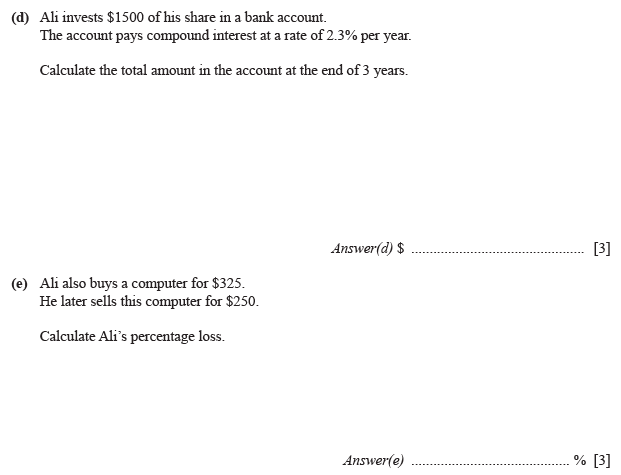 (d) Ali invests $1500 of his share in a bank account.
The account pays compound interest at a rate of 2.3% per year.
Calculate the total amount in the account at the end of 3 years.
Answer(d) $ .............................................. [3]
(e) Ali also buys a computer for $325.
He later sells this computer for $250.
Calculate Ali's percentage loss.
Answer(e) .......................................... % [3]